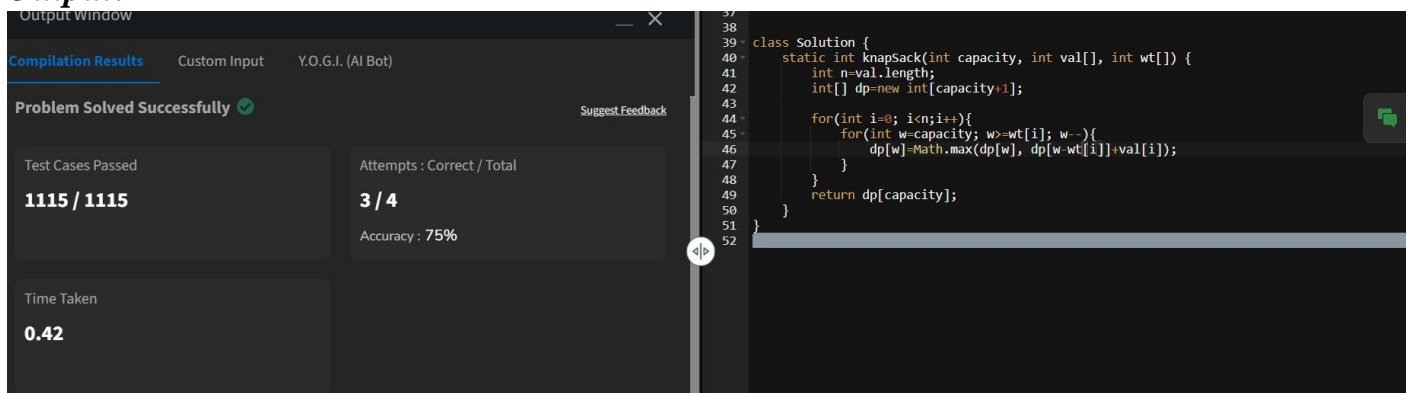 Output Window
Compilation Results Custom Input Y.O.G.I. (AI Bot)
Problem Solved Successfully
Suggest Feedback
Test Cases Passed
1115 / 1115
Attempts : Correct / Total
3 / 4
Accuracy : 75%
Time Taken
0.42
37
38
39 class Solution {
40 static int knapSack(int capacity, int val[], int wt[]) {
41 int n=val.length;
42 int[] dp=new int[capacity+1];
43
44 for(int i=0; i<n;i++){
45 for(int w=capacity; w>=wt[i]; w--){
46 dp[w]=Math.max(dp[w], dp[w-wt[i]]+val[i]);
47 }
48 }
49 return dp[capacity];
50 }
51 }
52